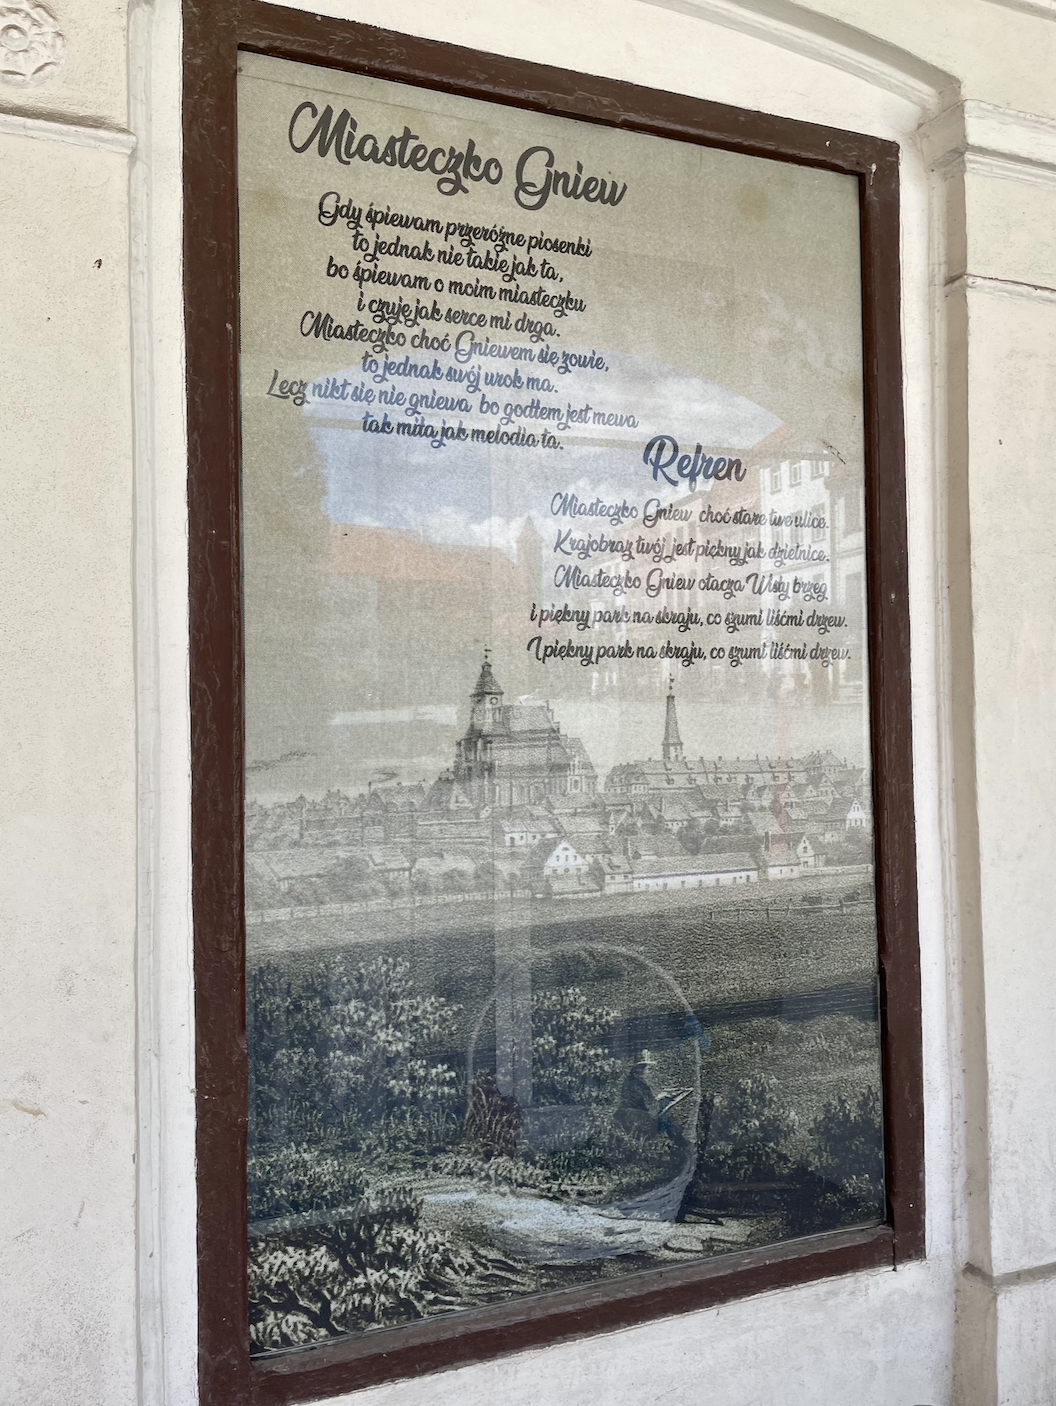 Miasteczko Gniew
Gdy śpiewam przeróżne piosenki
to jednak nie takie jak ta,
bo śpiewam o moim miasteczku
i czuję jak serce mi drga.
Miasteczko choć Gniewem się zowie,
to jednak swój urok ma.
Lecz nikt się nie gniewa bo godłem jest mewa
tak miła jak melodia ta.
Refren
Miasteczko Gniew choć stare twe ulice.
Krajobraz twój jest piękny jak dzielnice.
Miasteczko Gniew otacza Wisły brzeg
i piękny park na skraju, co szumi liśćmi drzew.
I piękny park na skraju, co szumi liśćmi drzew.